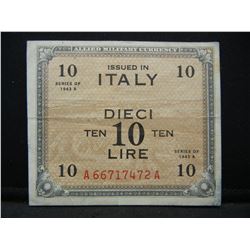 ALLIED MILITARY CURRENCY
10 ISSUED IN 10
ITALY
SERIES OF 1943 A
SERIES OF 1943 A
DIECI
TEN 10 TEN
10 LIRE 10
A 66717472 A